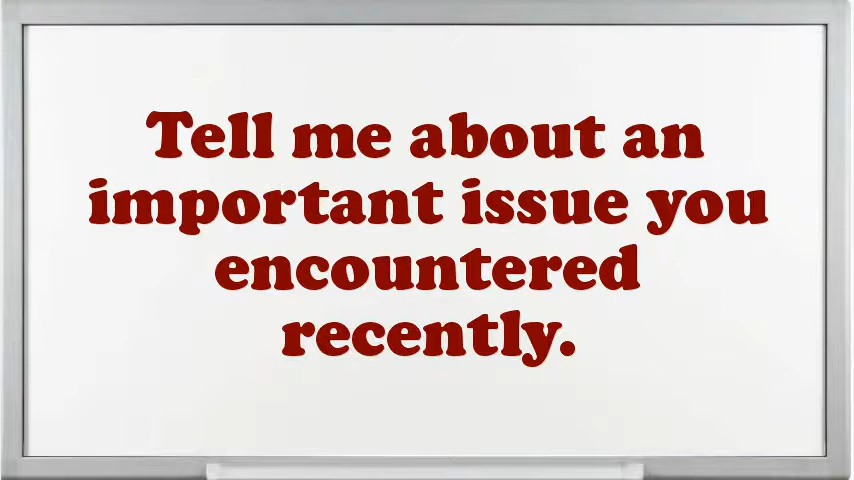 Tell me about an
important issue you
encountered
recently.